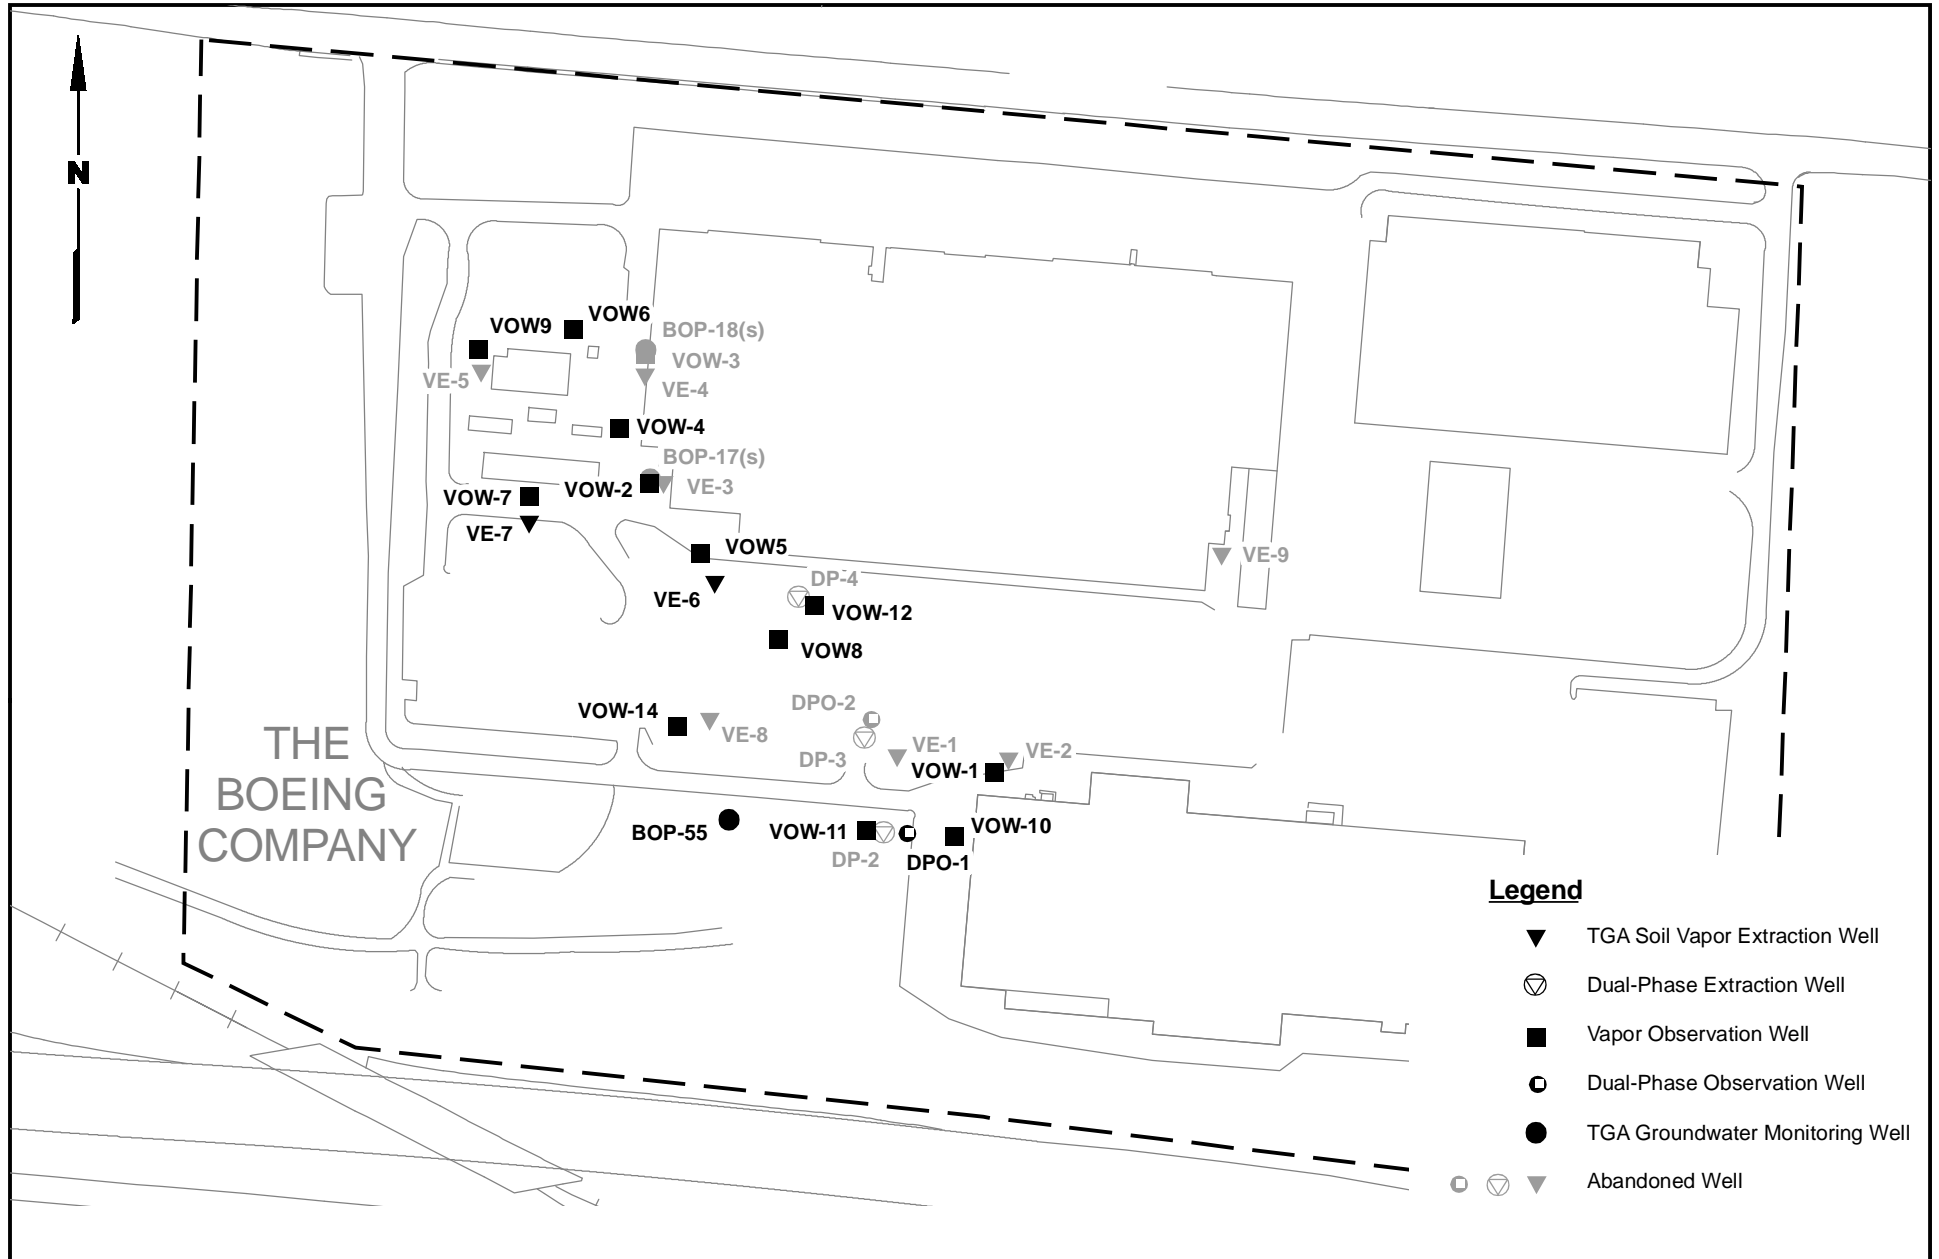 N
VOW6
VOW9
BOP-18(s)
VOW-3
VE-5
VE-4
VOW-4
BOP-17(s)
VE-3
VOW-2
VOW-7
VE-7
VOW5
VE-9
DP-4
VE-6
VOW-12
VOW8
DPO-2
VOW-14
VE-8
VE-1
VE-2
DP-3
VOW-1
THE
BOEING
COMPANY
BOP-55
VOW-11
VOW-10
DP-2
DPO-1
Legend
TGA Soil Vapor Extraction Well
Dual-Phase Extraction Well
Vapor Observation Well
Dual-Phase Observation Well
TGA Groundwater Monitoring Well
Abandoned Well